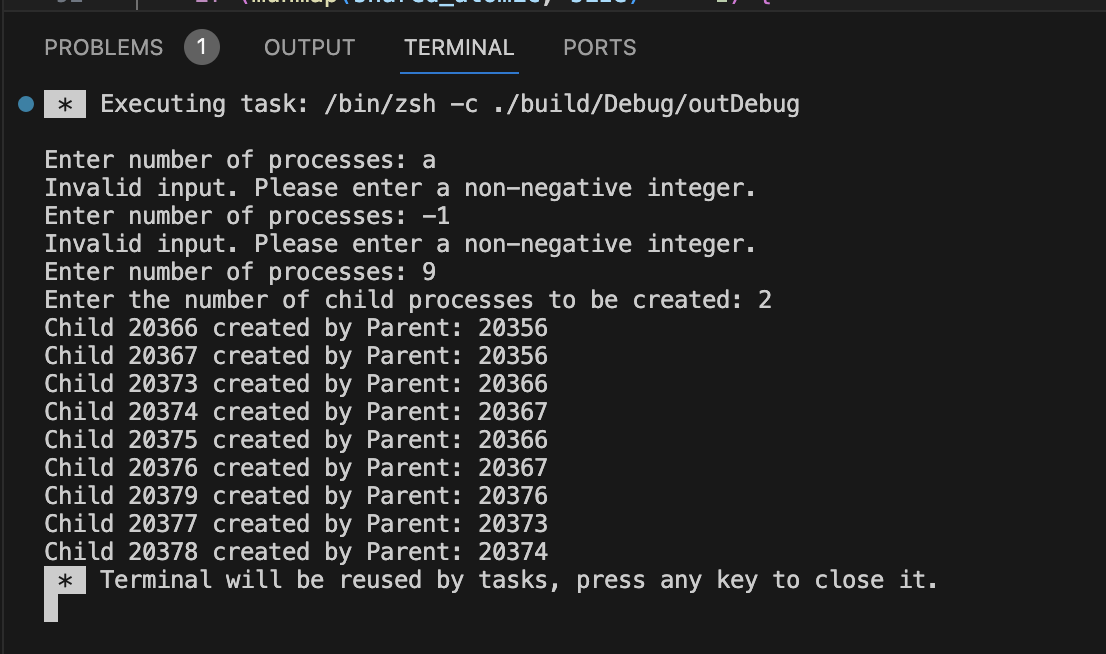 PROBLEMS 1 OUTPUT TERMINAL PORTS
* Executing task: /bin/zsh -c ./build/Debug/outDebug
Enter number of processes: a
Invalid input. Please enter a non-negative integer.
Enter number of processes: -1
Invalid input. Please enter a non-negative integer.
Enter number of processes: 9
Enter the number of child processes to be created: 2
Child 20366 created by Parent: 20356
Child 20367 created by Parent: 20356
Child 20373 created by Parent: 20366
Child 20374 created by Parent: 20367
Child 20375 created by Parent: 20366
Child 20376 created by Parent: 20367
Child 20379 created by Parent: 20376
Child 20377 created by Parent: 20373
Child 20378 created by Parent: 20374
* Terminal will be reused by tasks, press any key to close it.